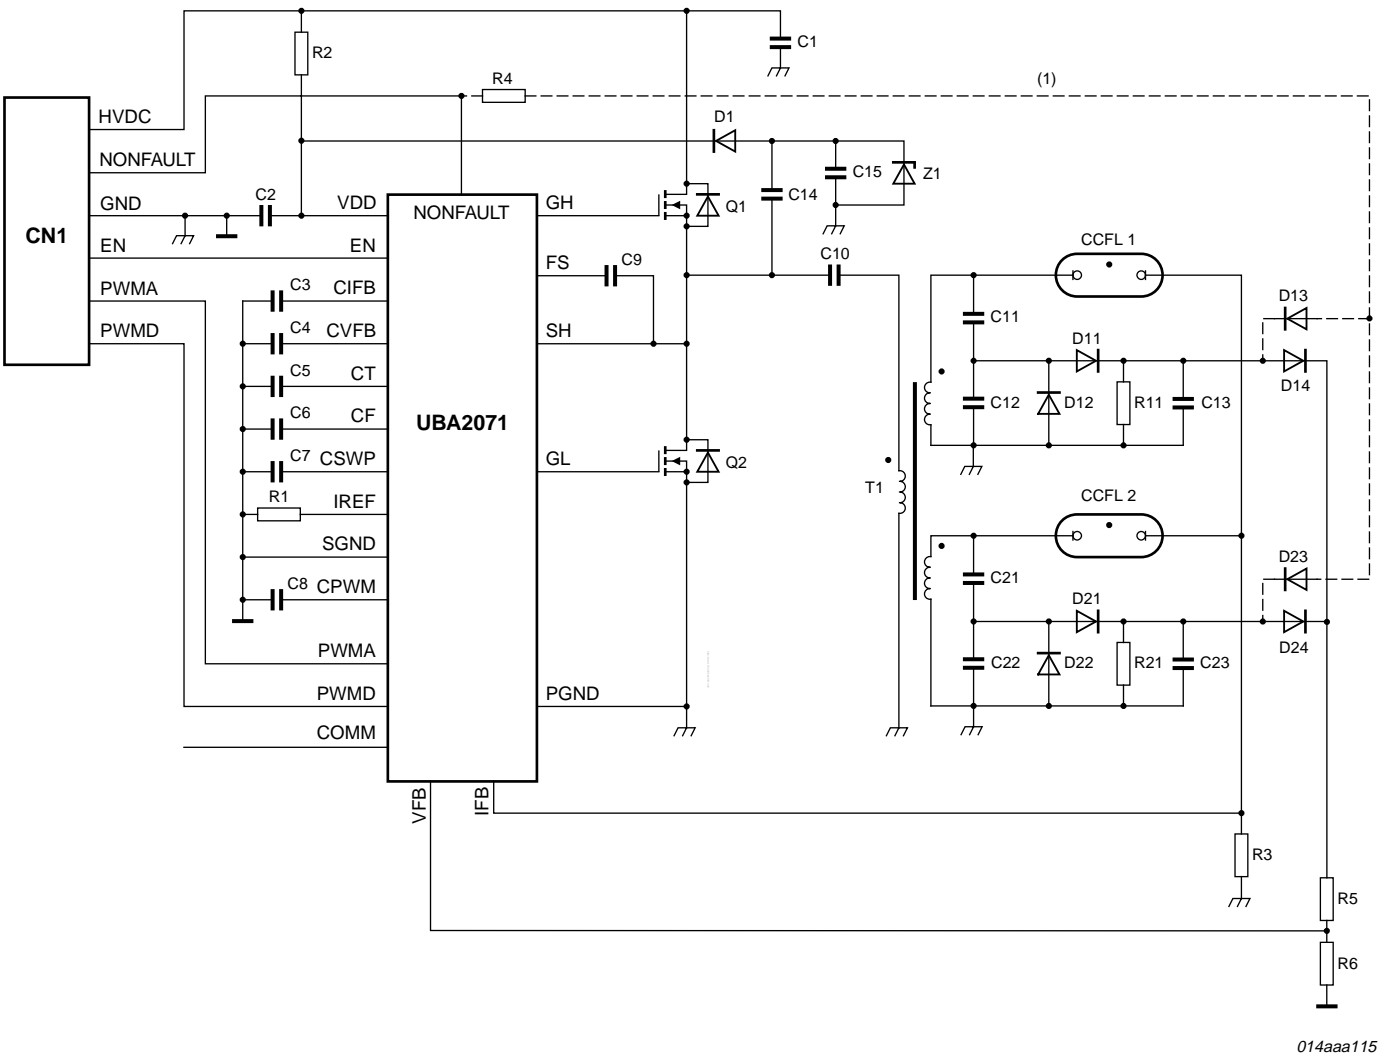 C1
R2
R4
(1)
HVDC
D1
NONFAULT
C15
Z1
C14
GND
C2
VDD
NONFAULT
GH
Q1
CN1
EN
EN
FS
C9
C10
CCFL 1
PWMA
C3
CIFB
D13
C11
PWMD
C4
CVFB
SH
D11
C5
CT
D14
C12
D12
R11
C13
C6
CF
UBA2071
C7
CSWP
GL
Q2
R1
IREF
T1
CCFL 2
SGND
D23
C8
CPWM
C21
D21
PWMA
D24
C22
D22
R21
C23
PWMD
PGND
COMM
VFB
IFB
R3
R5
R6
014aaa115